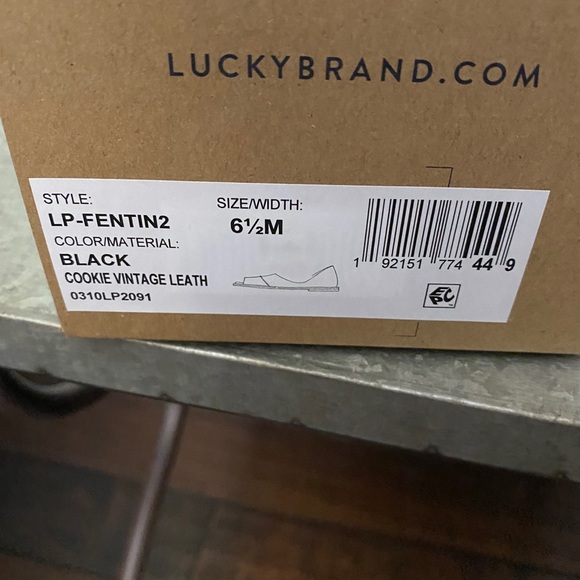 LUCKYBRAND.COM
STYLE:
LP-FENTIN2
COLOR/MATERIAL:
BLACK
COOKIE VINTAGE LEATH
0310LP2091
SIZE/WIDTH:
6½M
1 92151 774 44 9